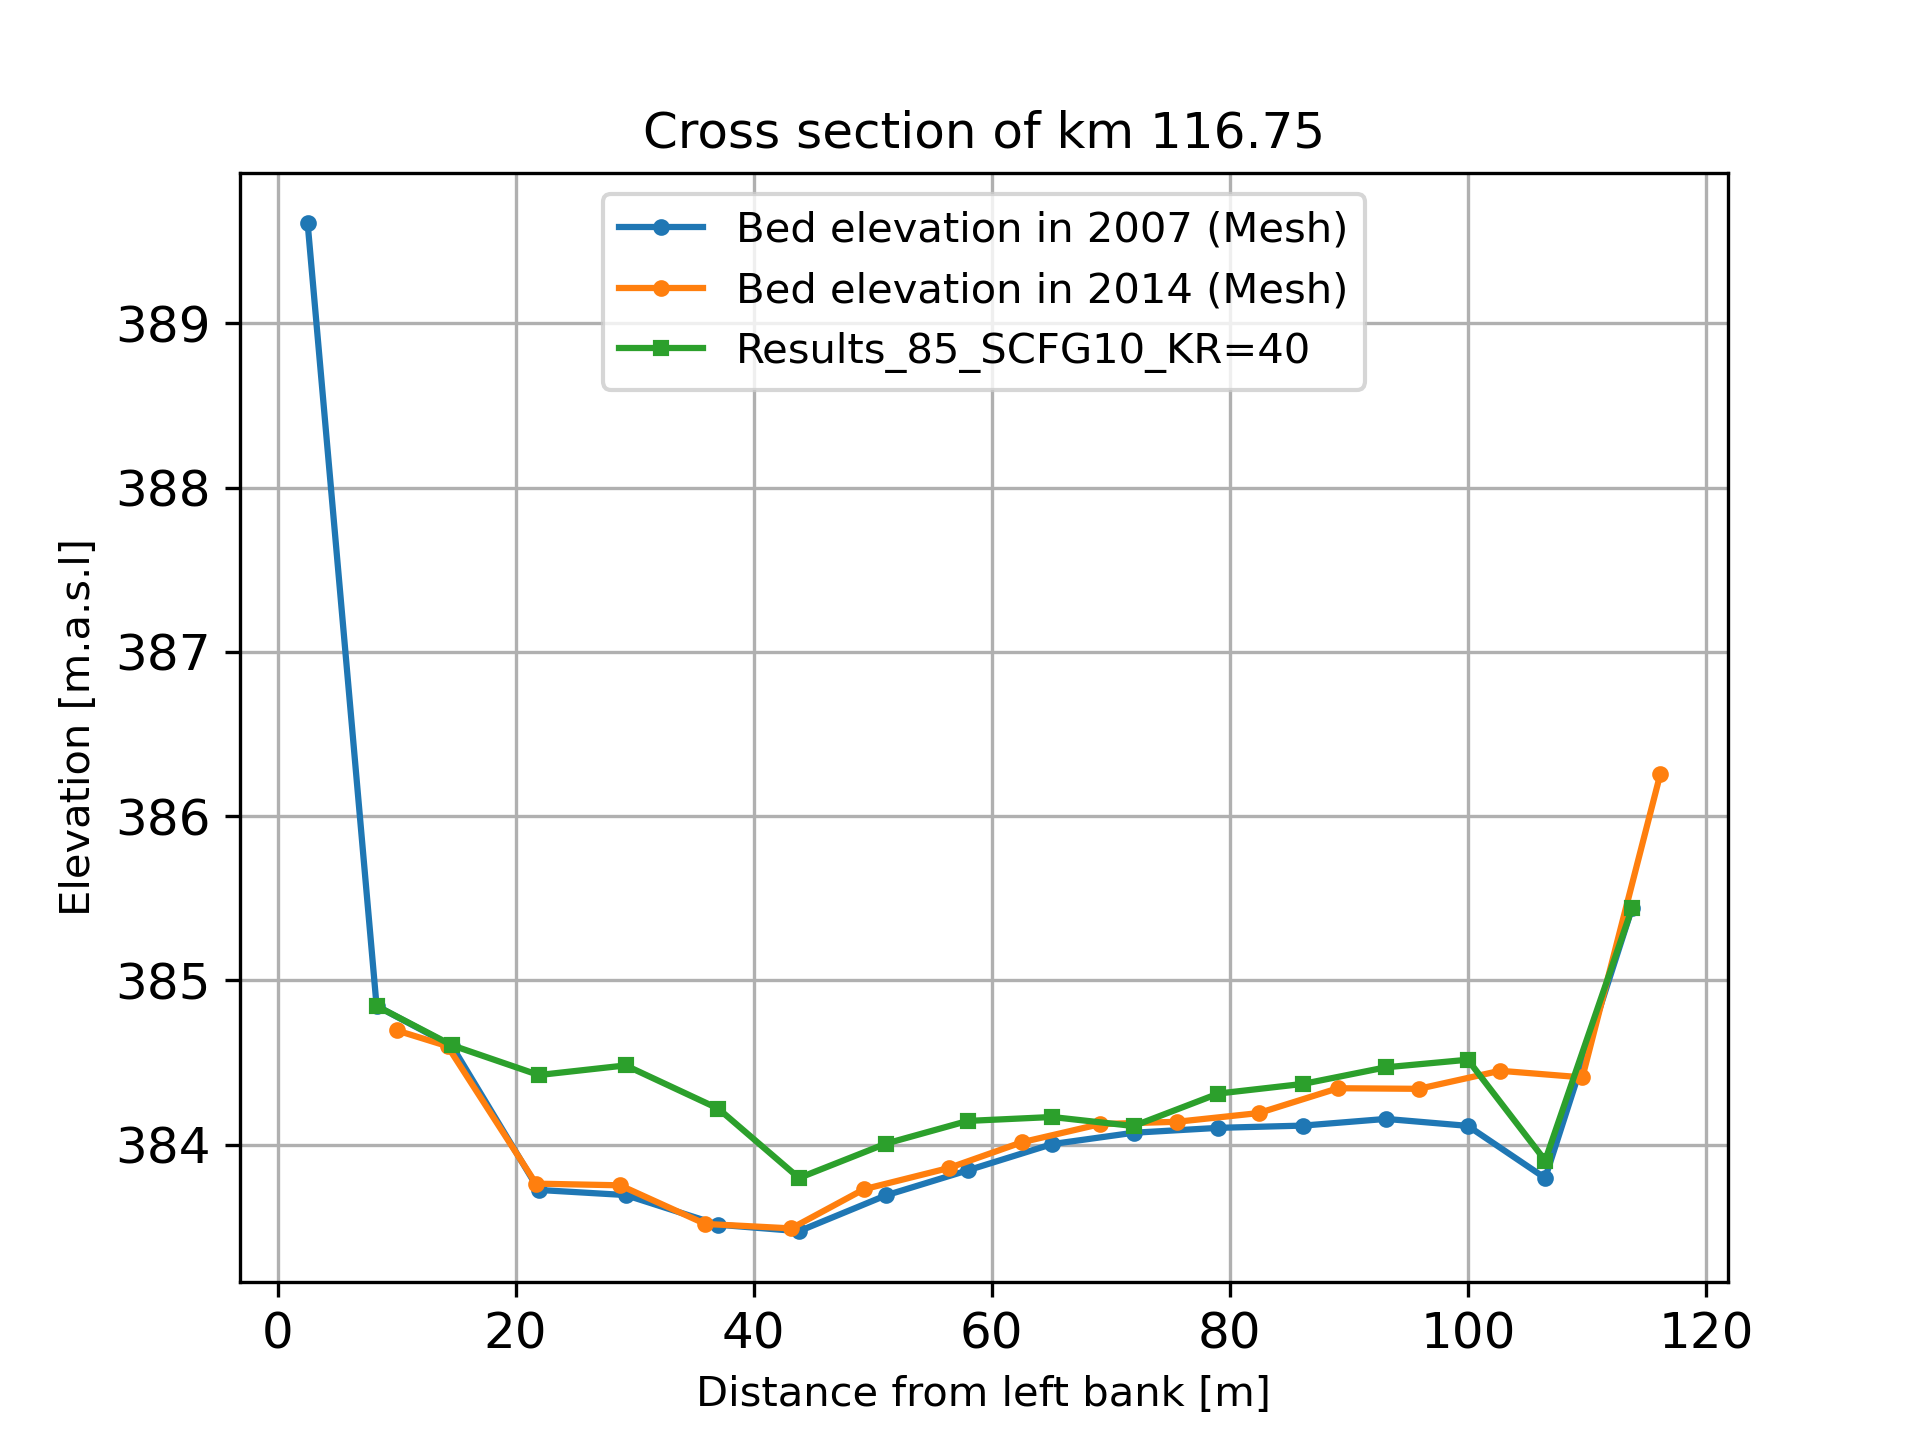 Cross section of km 116.75
Bed elevation in 2007 (Mesh)
Bed elevation in 2014 (Mesh)
Results_85_SCFG10_KR=40
389
388
387
386
385
384
Elevation [m.a.s.l]
0 20 40 60 80 100 120
Distance from left bank [m]